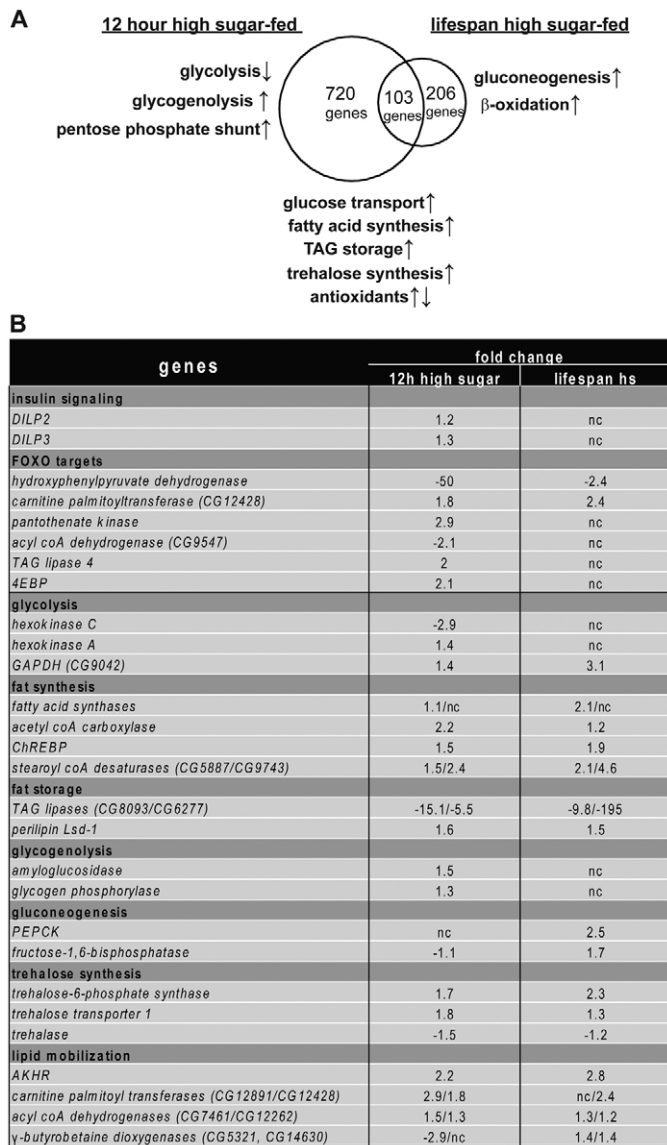 A
12 hour high sugar-fed
lifespan high sugar-fed
glycolysis↓
glycogenolysis↑
pentose phosphate shunt↑
720 genes
103 genes
206 genes
gluconeogenesis↑
β-oxidation↑
glucose transport↑
fatty acid synthesis↑
TAG storage↑
trehalose synthesis↑
antioxidants↑↓
B
genes fold change
12h high sugar lifespan hs
insulin signaling
DILP2 1.2 nc
DILP3 1.3 nc
FOXO targets
hydroxyphenylpyruvate dehydrogenase -50 -2.4
carnitine palmitoyltransferase (CG12428) 1.8 2.4
pantothenate kinase 2.9 nc
acyl coA dehydrogenase (CG9547) -2.1 nc
TAG lipase 4 2 nc
4EBP 2.1 nc
glycolysis
hexokinase C -2.9 nc
hexokinase A 1.4 nc
GAPDH (CG9042) 1.4 3.1
fat synthesis
fatty acid synthases 1.1/nc 2.1/nc
acetyl coA carboxylase 2.2 1.2
ChREBP 1.5 1.9
stearoyl coA desaturases (CG5887/CG9743) 1.5/2.4 2.1/4.6
fat storage
TAG lipases (CG8093/CG6277) -15.1/-5.5 -9.8/-195
perilipin Lsd-1 1.6 1.5
glycogenolysis
amyloglucosidase 1.5 nc
glycogen phosphorylase 1.3 nc
gluconeogenesis
PEPCK nc 2.5
fructose-1,6-bisphosphatase -1.1 1.7
trehalose synthesis
trehalose-6-phosphate synthase 1.7 2.3
trehalose transporter 1 1.8 1.3
trehalase -1.5 -1.2
lipid mobilization
AKHR 2.2 2.8
carnitine palmitoyl transferases (CG12891/CG12428) 2.9/1.8 nc/2.4
acyl coA dehydrogenases (CG7461/CG12262) 1.5/1.3 1.3/1.2
γ-butyrobetaine dioxygenases (CG5321, CG14630) -2.9/nc 1.4/1.4